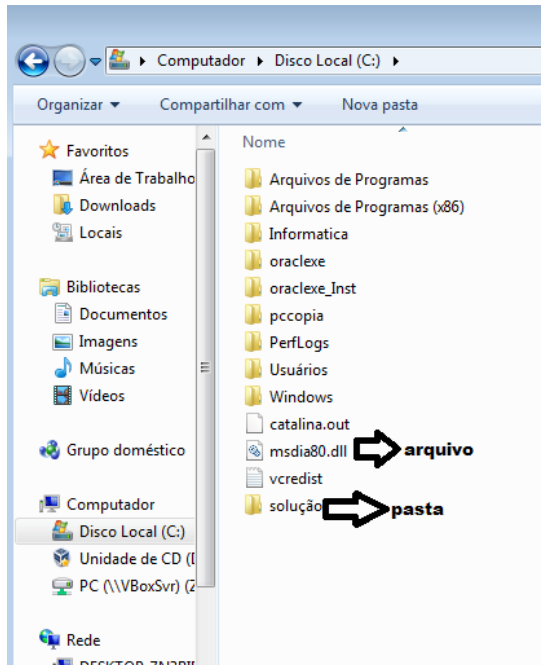 Computador Disco Local (C:)
Organizar Compartilhar com Nova pasta
Favoritos
Área de Trabalho
Downloads
Locais
Bibliotecas
Documentos
Imagens
Músicas
Vídeos
Grupo doméstico
Computador
Disco Local (C:)
Unidade de CD (
PC (\\VBoxSvr) (Z
Rede
Nome
Arquivos de Programas
Arquivos de Programas (x86)
Informatica
oraclexe
oraclexe_Inst
pccopia
PerfLogs
Usuários
Windows
catalina.out
msdia80.dll arquivo
vcredist
solução pasta